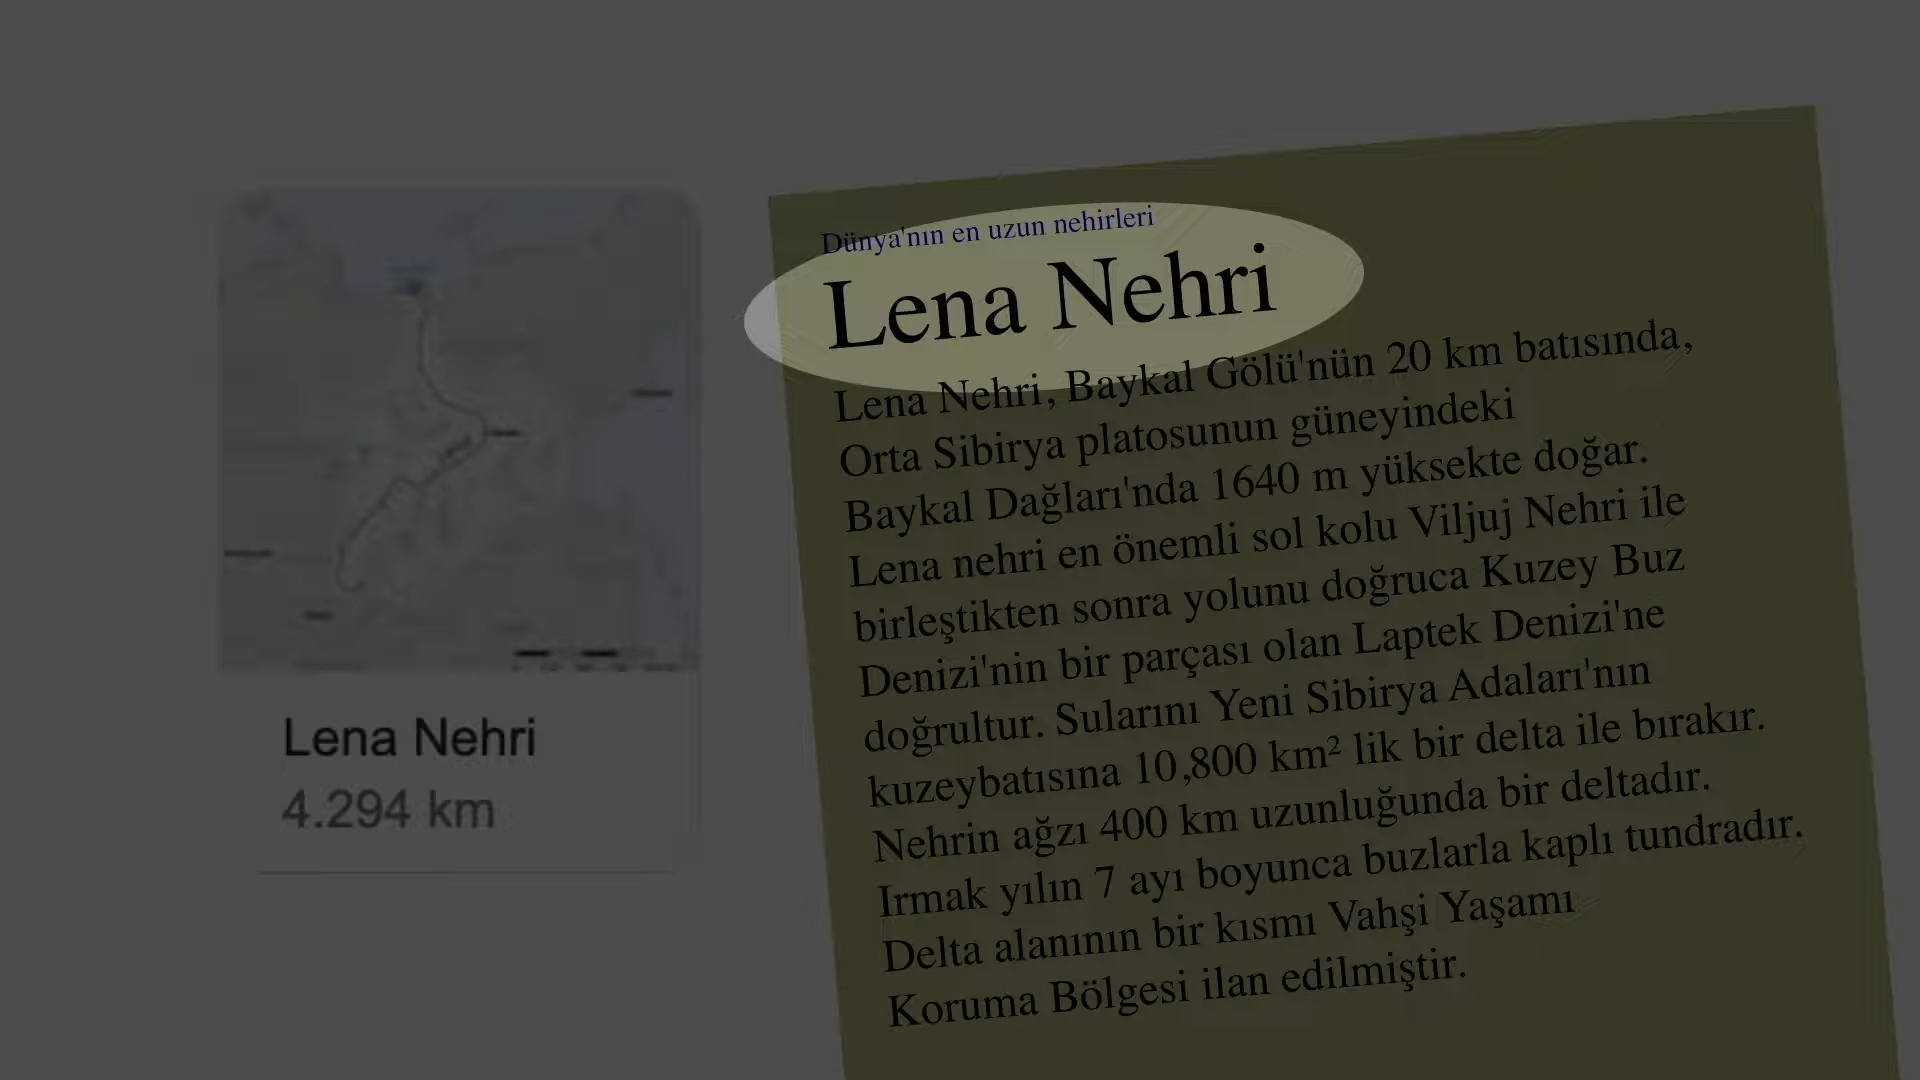 Dünya'nın en uzun nehirleri
Lena Nehri
Lena Nehri, Baykal Gölü'nün 20 km batısında,
Orta Sibirya platosunun güneyindeki
Baykal Dağları'nda 1640 m yüksekte doğar.
Lena nehri en önemli sol kolu Viljuj Nehri ile
birleştikten sonra yolunu doğruca Kuzey Buz
Denizi'nin bir parçası olan Laptek Denizi'ne
doğrultur. Sularını Yeni Sibirya Adaları'nın
kuzeybatısına 10,800 km² lik bir delta ile bırakır.
Nehrin ağzı 400 km uzunluğunda bir deltadır.
Irmak yılın 7 ayı boyunca buzlarla kaplı tundradır.
Delta alanının bir kısmı Vahşi Yaşamı
Koruma Bölgesi ilan edilmiştir.
Lena Nehri
4.294 km